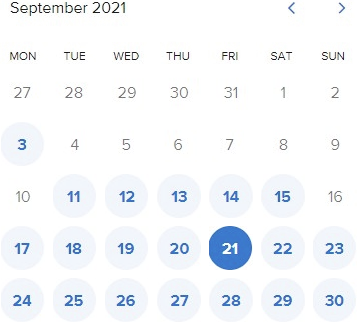 September 2021
MON TUE WED THU FRI SAT SUN
27 28 29 30 31 1 2
3 4 5 6 7 8 9
10 11 12 13 14 15 16
17 18 19 20 21 22 23
24 25 26 27 28 29 30